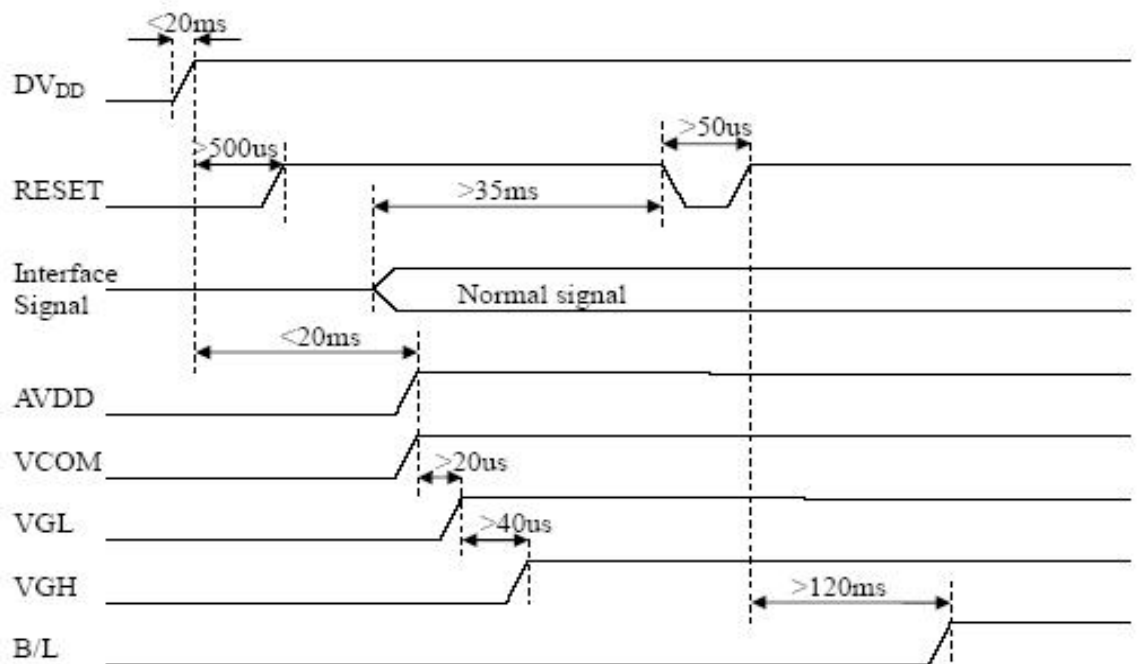 <20ms
DVDD
>50us
>500us
RESET
>35ms
Interface
Signal
Normal signal
<20ms
AVDD
VCOM
>20us
VGL
>40us
VGH
>120ms
B/L